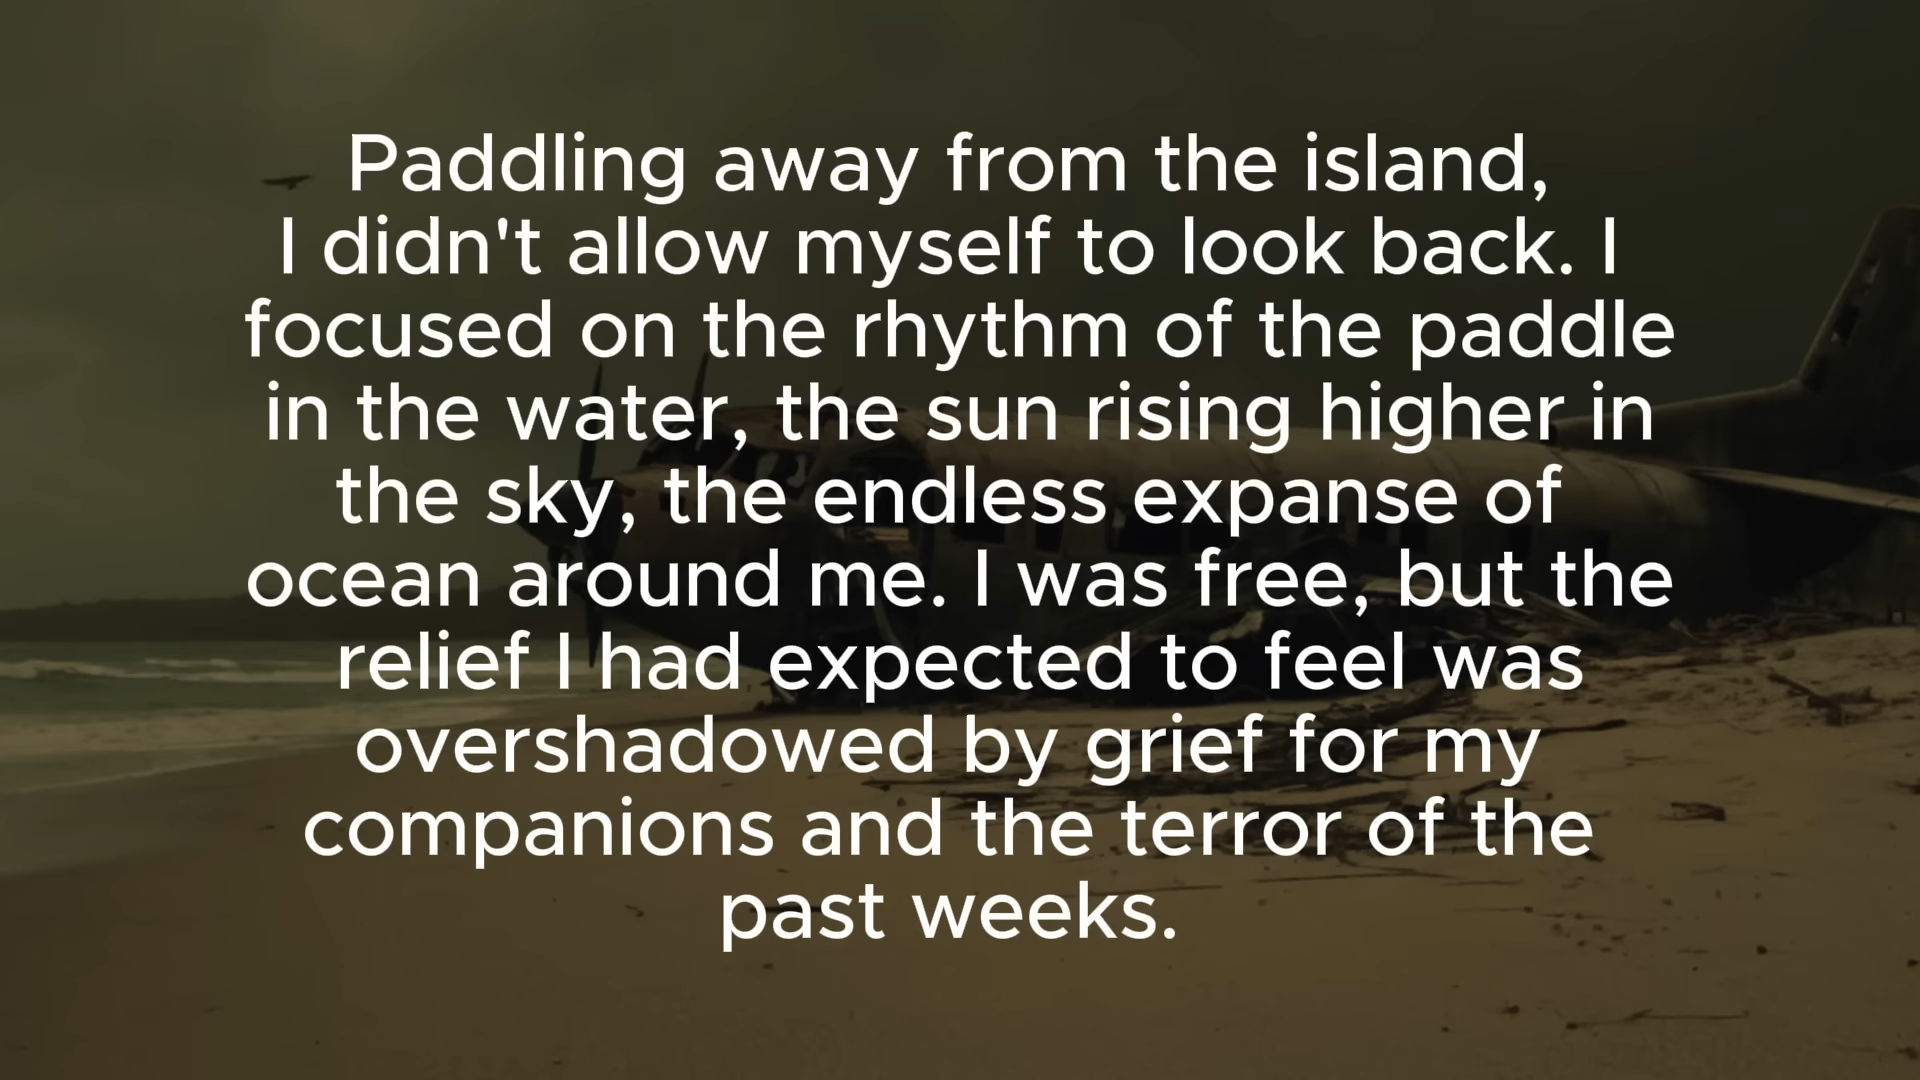 Paddling away from the island,
I didn't allow myself to look back. I
focused on the rhythm of the paddle
in the water, the sun rising higher in
the sky, the endless expanse of
ocean around me. I was free, but the
relief I had expected to feel was
overshadowed by grief for my
companions and the terror of the
past weeks.